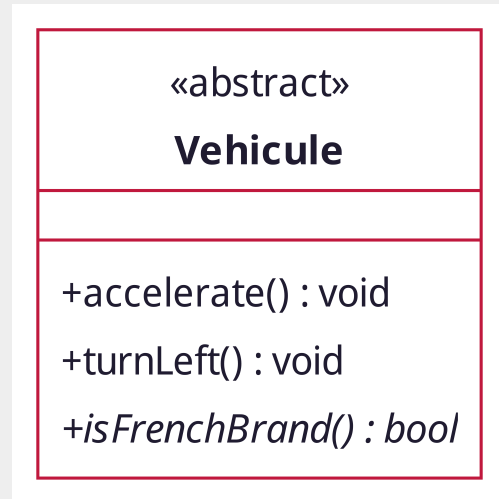 «abstract»
Vehicule
+accelerate() : void
+turnLeft() : void
+isFrenchBrand() : bool